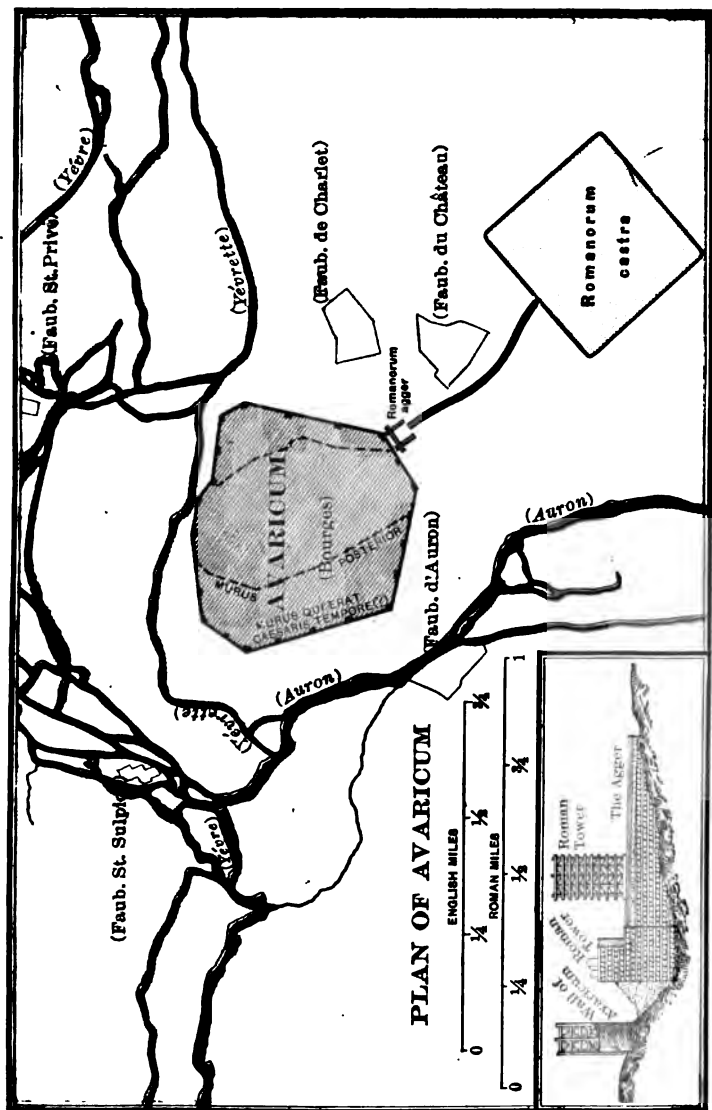 (Faub. St. Privé)
(Yévre)
(Faub. St. Sulpic
(Yévre)
(Yévrette)
(Yévrette)
AVARICUM
(Bourges)
MURUS
POSTERIOR
MURUS QUI ERAT
CAESARIS TEMPORE(?)
(Auron)
(Faub. de Charlet)
(Faub. du Château)
Romanorum
agger
Faub. d'Auron)
(Auron)
Romanorum
castra
PLAN OF AVARICUM
ENGLISH MILES
0 ¼ ½ ¾
ROMAN MILES
0 ¼ ½ ¾ 1
Wall of
Avaricum
Roman
Tower
Roman
Tower
The Agger